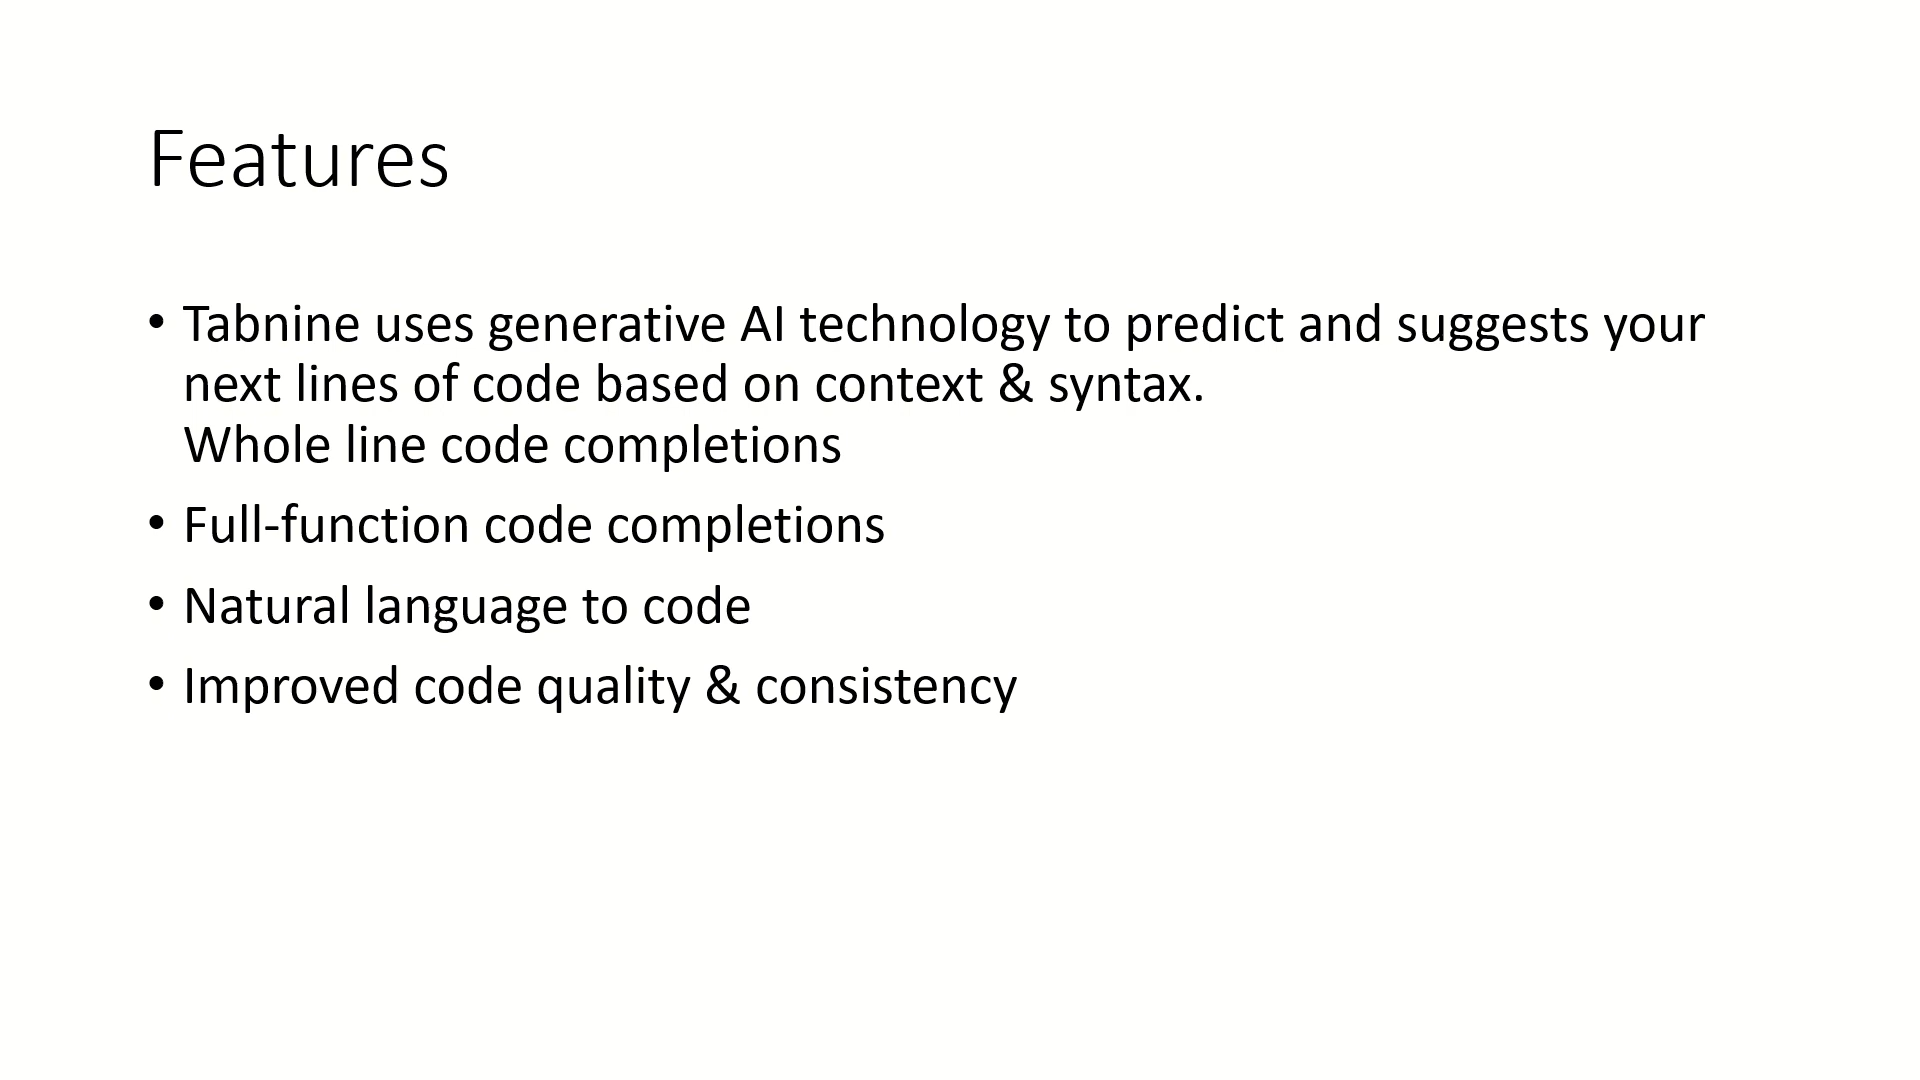 Features
• Tabnine uses generative AI technology to predict and suggests your
next lines of code based on context & syntax.
Whole line code completions
• Full-function code completions
• Natural language to code
• Improved code quality & consistency